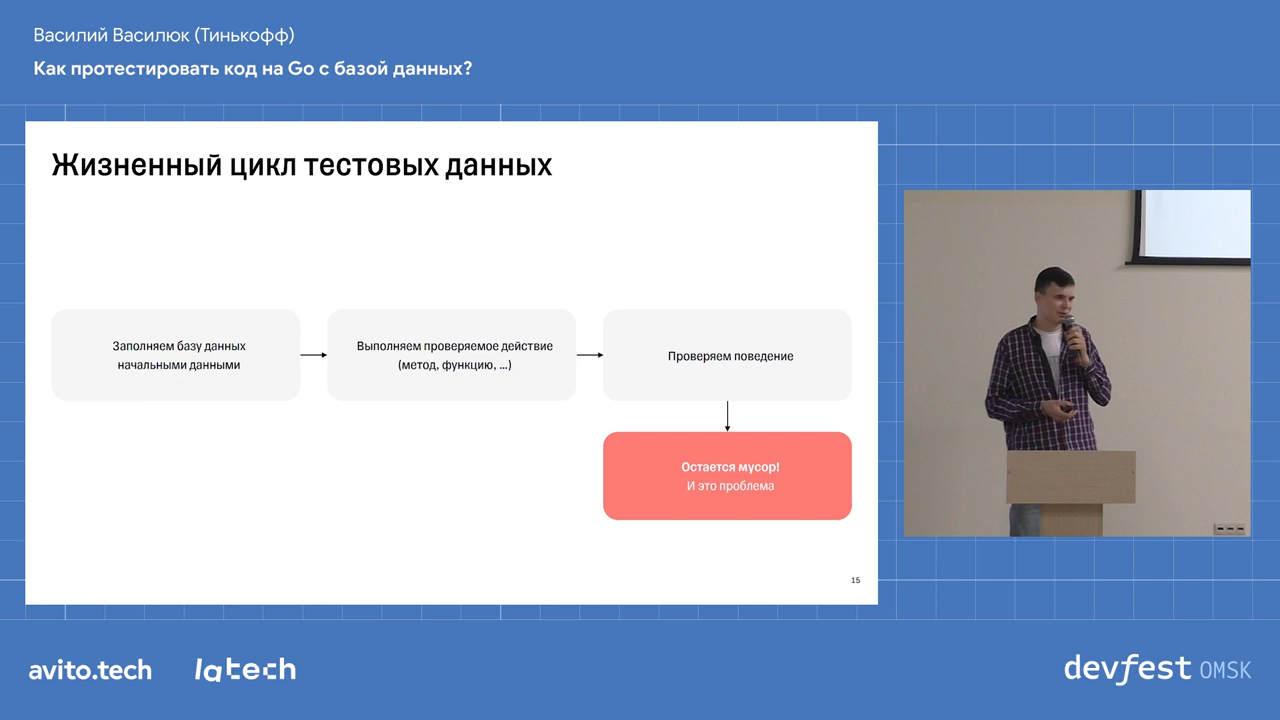 Василий Василюк (Тинькофф)
Как протестировать код на Go с базой данных?
Жизненный цикл тестовых данных
Заполняем базу данных
начальными данными
Выполняем проверяемое действие
(метод, функцию, ...)
Проверяем поведение
Остается мусор!
И это проблема
15
avito.tech
latech
devfest OMSK